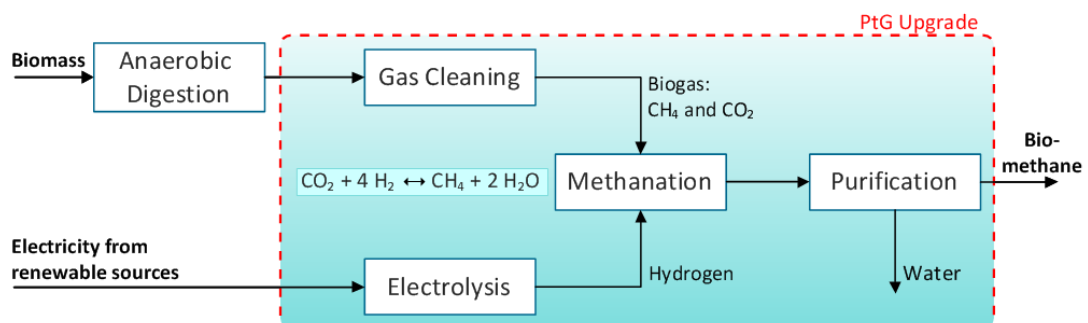 PtG Upgrade
Biomass
Anaerobic
Digestion
Gas Cleaning
Biogas:
CH₄ and CO₂
CO₂ + 4 H₂ ↔ CH₄ + 2 H₂O
Methanation
Purification
Bio-
methane
Electricity from
renewable sources
Electrolysis
Hydrogen
Water